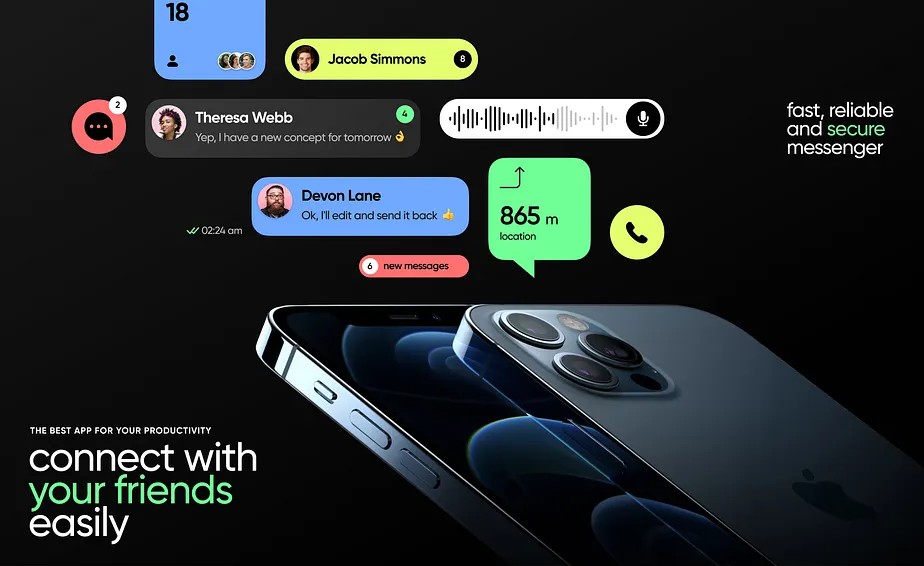 18
Jacob Simmons
8
2
Theresa Webb
4
Yep, I have a new concept for tomorrow 👌
fast, reliable
and secure
messenger
Devon Lane
Ok, I'll edit and send it back 👍
02:24 am
865 m
location
6 new messages
THE BEST APP FOR YOUR PRODUCTIVITY
connect with
your friends
easily